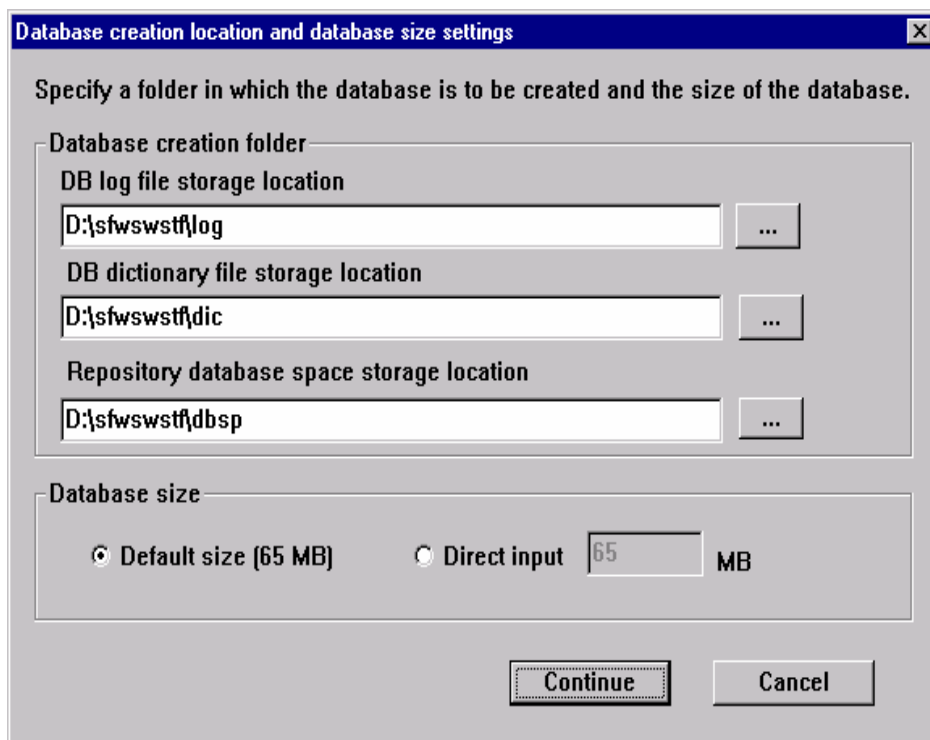 Database creation location and database size settings
Specify a folder in which the database is to be created and the size of the database.
Database creation folder
DB log file storage location
D:\sfwswstf\log
...
DB dictionary file storage location
D:\sfwswstf\dic
...
Repository database space storage location
D:\sfwswstf\dbsp
...
Database size
Default size (65 MB) Direct input 65 MB
Continue Cancel